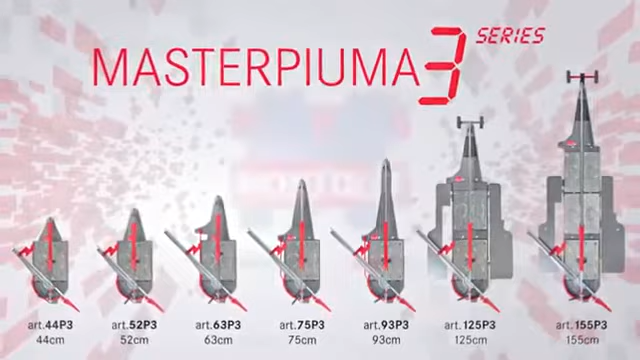 MASTERPIUMA3 SERIES
art.44P3 art.52P3 art.63P3 art.75P3 art.93P3 art.125P3 art.155P3
44cm 52cm 63cm 75cm 93cm 125cm 155cm